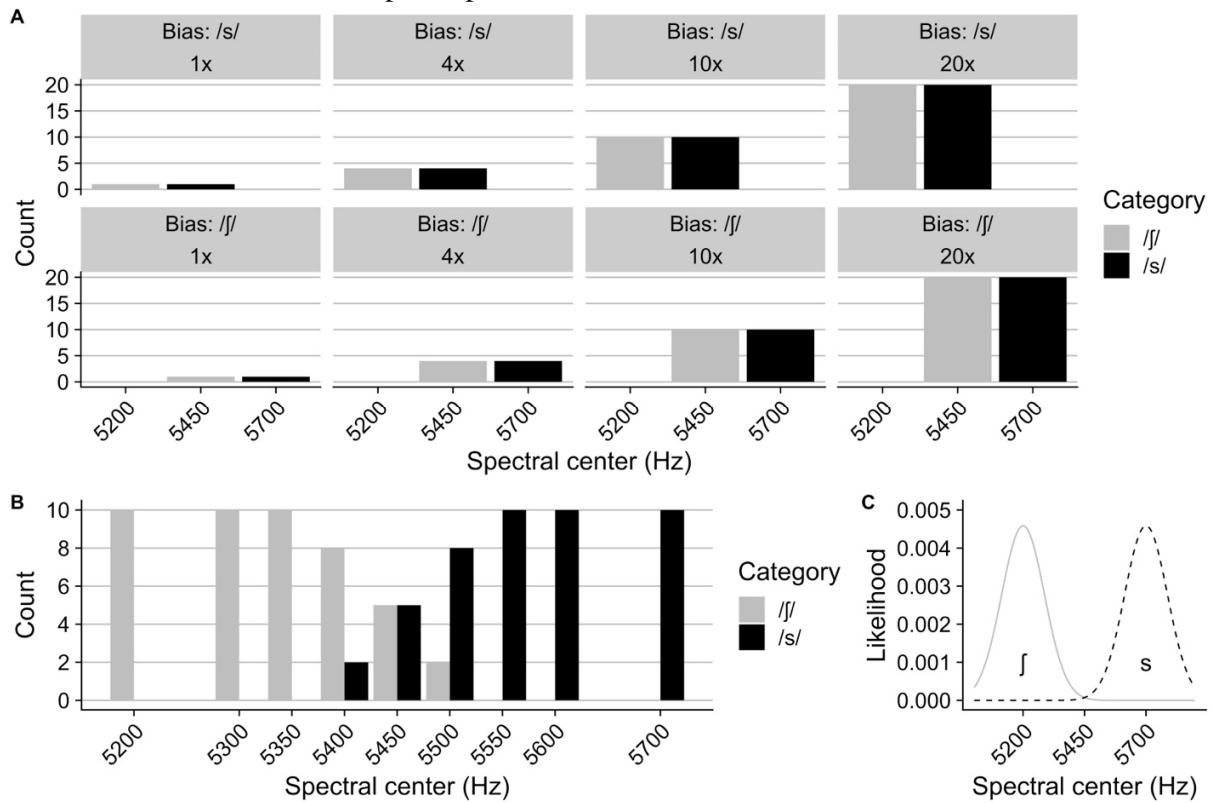 A
Bias: /s/ Bias: /s/ Bias: /s/ Bias: /s/
1x 4x 10x 20x
20
15
10
5
0
Bias: /ʃ/ Bias: /ʃ/ Bias: /ʃ/ Bias: /ʃ/
1x 4x 10x 20x
20
15
10
5
0
Count
5200 5450 5700 5200 5450 5700 5200 5450 5700 5200 5450 5700
Spectral center (Hz)
Category
/ʃ/
/s/
B
10
8
6
4
2
0
Count
5200 5300 5350 5400 5450 5500 5550 5600 5700
Spectral center (Hz)
Category
/ʃ/
/s/
C
0.005
0.004
0.003
0.002
0.001
0.000
Likelihood
ʃ s
5200 5450 5700
Spectral center (Hz)